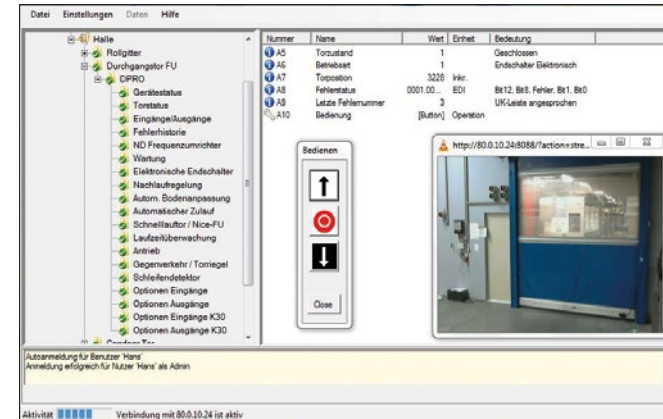 Datei Einstellungen Daten Hilfe
Halle
Rollgitter
Durchgangstor FU
DPRO
Gerätestatus
Torstatus
Eingänge/Ausgänge
Fehlerhistorie
ND Frequenzumrichter
Wartung
Elektronische Endschalter
Nachlaufregelung
Autom. Bodenanpassung
Automatischer Zulauf
Schnelllauftor / Nice-FU
Laufzeitüberwachung
Antrieb
Gegenverkehr / Torriegel
Schleifendetektor
Optionen Eingänge
Optionen Ausgänge
Optionen Eingänge K30
Optionen Ausgänge K30
Nummer Name Wert Einheit Bedeutung
A5 Torzustand 1 Geschlossen
A6 Betriebsart 1 Endschalter Elektronisch
A7 Torposition 3228 Inkr.
A8 Fehlerstatus 0001.00... EDI Bit12, Bit8, Fehler, Bit1, Bit0
A9 Letzte Fehlernummer 3 UK-Leiste angesprochen
A10 Bedienung [Button] Operation
Bedienen
Close
http://80.0.10.24:8088/?action=stre...
Autoanmeldung für Benutzer 'Hans'
Anmeldung erfolgreich für Nutzer 'Hans' als Admin
Aktivität Verbindung mit 80.0.10.24 ist aktiv